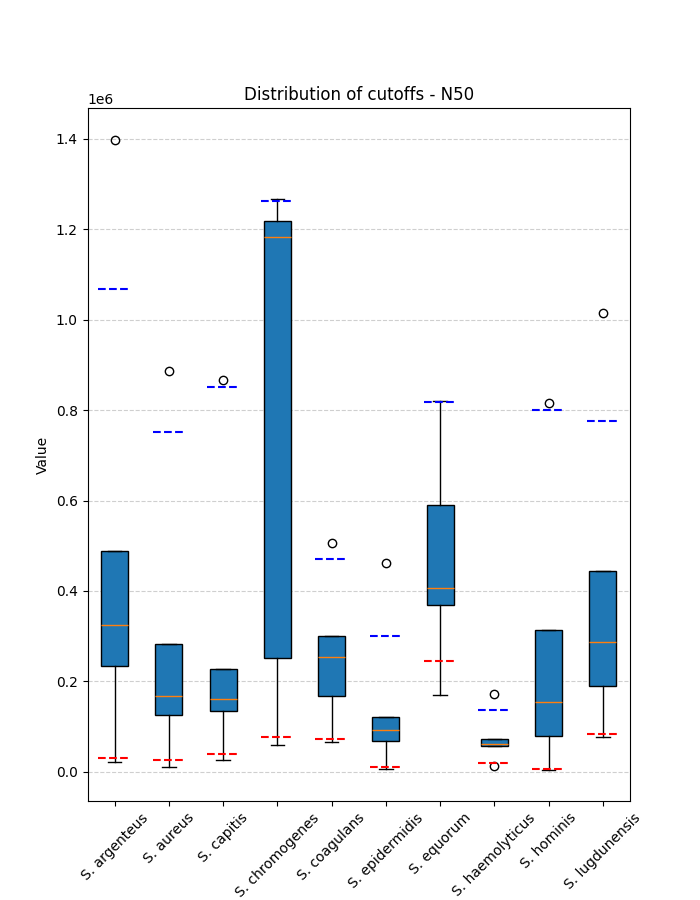 Distribution of cutoffs - N50
1e6
1.4
1.2
1.0
0.8
0.6
0.4
0.2
0.0
Value
S. argenteus
S. aureus
S. capitis
S. chromogenes
S. coagulans
S. epidermidis
S. equorum
S. haemolyticus
S. hominis
S. lugdunensis